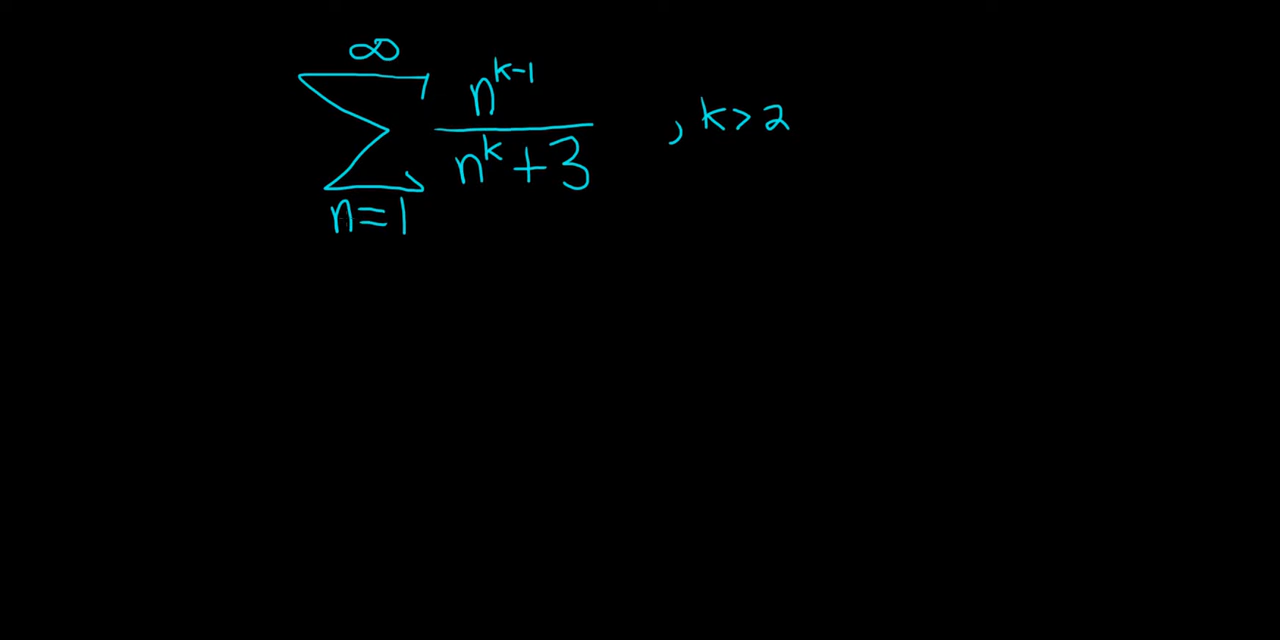 ∞
∑ n^{k-1} / (n^k + 3) , k > 2
n = 1